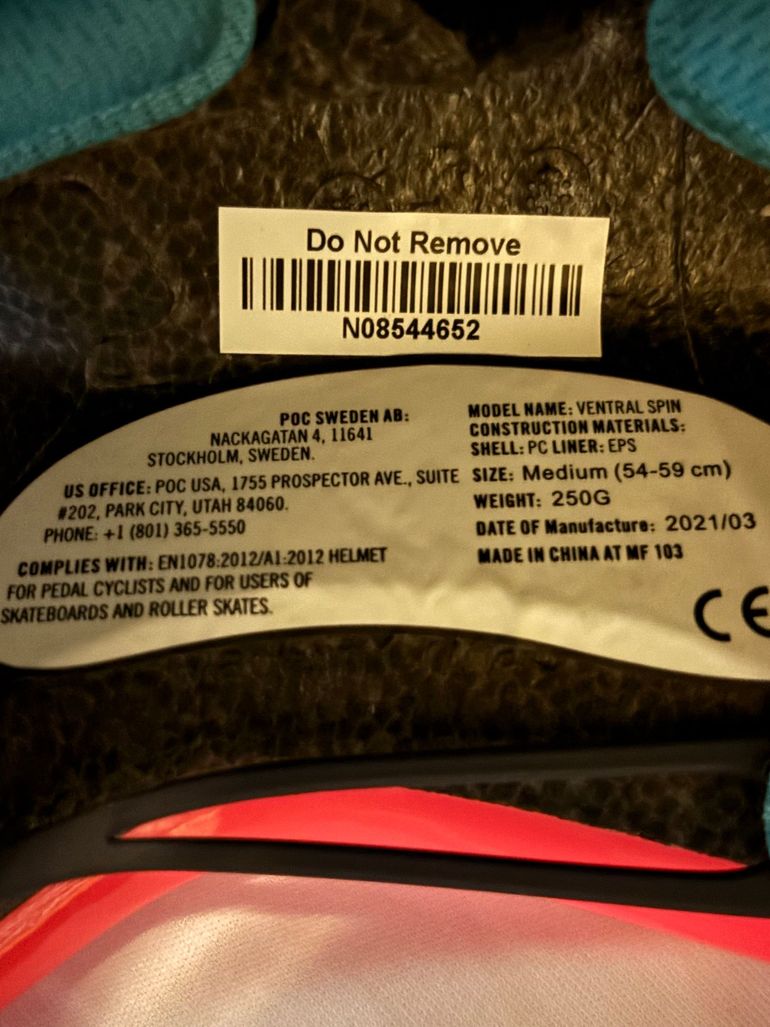 Do Not Remove
N08544652
POC SWEDEN AB:
NACKAGATAN 4, 11641
STOCKHOLM, SWEDEN.
US OFFICE: POC USA, 1755 PROSPECTOR AVE., SUITE
#202, PARK CITY, UTAH 84060.
PHONE: +1 (801) 365-5550
COMPLIES WITH: EN1078:2012/A1:2012 HELMET
FOR PEDAL CYCLISTS AND FOR USERS OF
SKATEBOARDS AND ROLLER SKATES.
MODEL NAME: VENTRAL SPIN
CONSTRUCTION MATERIALS:
SHELL: PC LINER: EPS
SIZE: Medium (54-59 cm)
WEIGHT: 250G
DATE OF Manufacture: 2021/03
MADE IN CHINA AT MF 103
CE